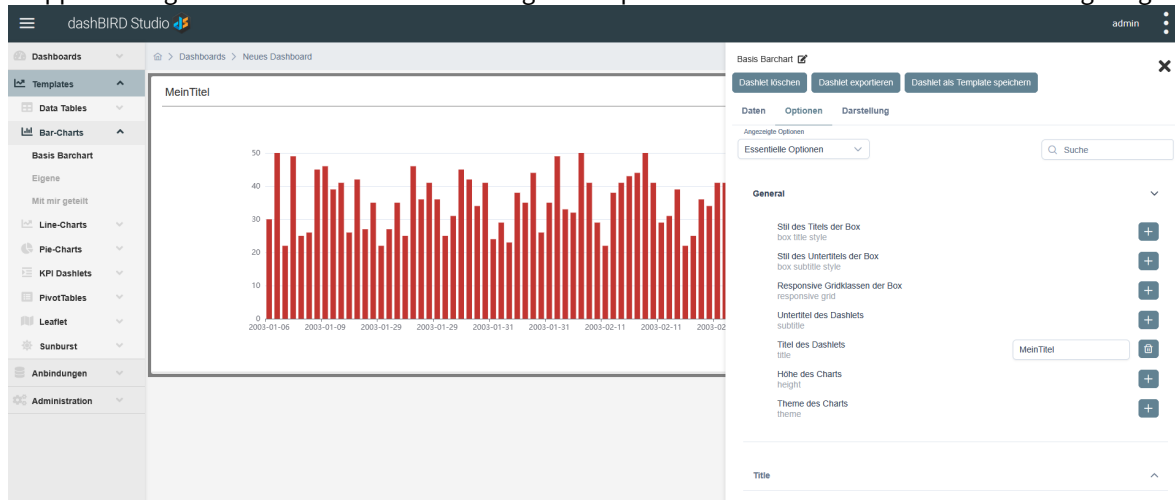 dashBIRD Studio
admin
Dashboards
Templates
Data Tables
Bar-Charts
Basis Barchart
Eigene
Mit mir geteilt
Line-Charts
Pie-Charts
KPI Dashlets
PivotTables
Leaflet
Sunburst
Anbindungen
Administration
> Dashboards > Neues Dashboard
MeinTitel
50
40
30
20
10
0
2003-01-06 2003-01-09 2003-01-29 2003-01-29 2003-01-31 2003-01-31 2003-02-11 2003-02-11 2003-02
Basis Barchart
Dashlet löschen Dashlet exportieren Dashlet als Template speichern
Daten Optionen Darstellung
Angezeigte Optionen
Essentielle Optionen
Suche
General
Stil des Titels der Box
box title style
Stil des Untertitels der Box
box subtitle style
Responsive Gridklassen der Box
responsive grid
Untertitel des Dashlets
subtitle
Titel des Dashlets
title
MeinTitel
Höhe des Charts
height
Theme des Charts
theme
Title